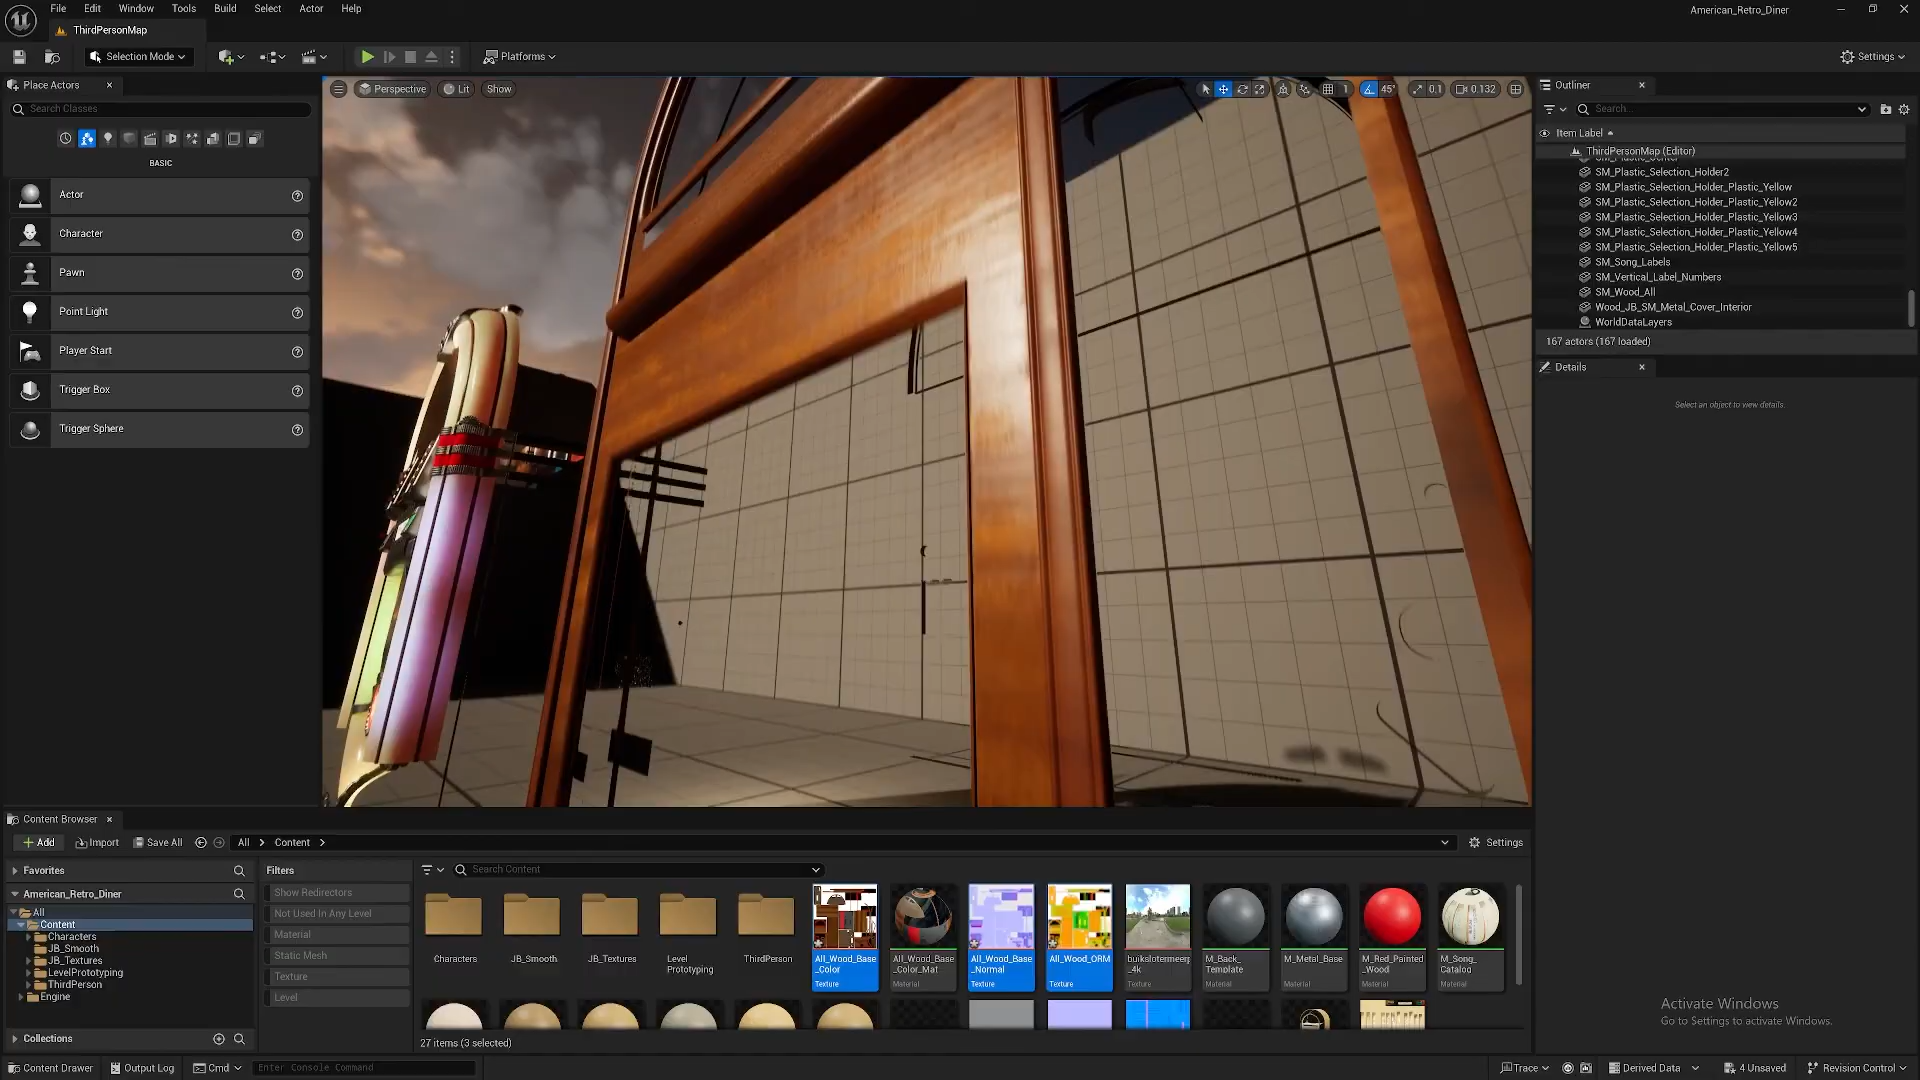 File Edit Window Tools Build Select Actor Help
American_Retro_Diner
ThirdPersonMap
Selection Mode
Platforms
Settings
Place Actors
Search Classes
BASIC
Actor
Character
Pawn
Point Light
Player Start
Trigger Box
Trigger Sphere
Perspective
Lit
Show
1
45°
0.1
0.132
Outliner
Search...
Item Label
ThirdPersonMap (Editor)
SM_Plastic_Selection_Holder2
SM_Plastic_Selection_Holder_Plastic_Yellow
SM_Plastic_Selection_Holder_Plastic_Yellow2
SM_Plastic_Selection_Holder_Plastic_Yellow3
SM_Plastic_Selection_Holder_Plastic_Yellow4
SM_Plastic_Selection_Holder_Plastic_Yellow5
SM_Song_Labels
SM_Vertical_Label_Numbers
SM_Wood_All
Wood_JB_SM_Metal_Cover_Interior
WorldDataLayers
167 actors (167 loaded)
Details
Select an object to view details.
Content Browser
Add
Import
Save All
All
Content
Settings
Favorites
American_Retro_Diner
All
Content
Characters
JB_Smooth
JB_Textures
LevelPrototyping
ThirdPerson
Engine
Collections
Filters
Show Redirectors
Not Used In Any Level
Material
Static Mesh
Texture
Level
Search Content
Characters
JB_Smooth
JB_Textures
Level
Prototyping
ThirdPerson
All_Wood_Base
_Color
Texture
All_Wood_Base
_Color_Mat
Material
All_Wood_Base
_Normal
Texture
All_Wood_ORM
Texture
buikslotermeerp
_4k
M_Back_
Template
Material
M_Metal_Base
Material
M_Red_Painted
_Wood
Material
M_Song_
Catalog
Material
27 items (3 selected)
Activate Windows
Go to Settings to activate Windows.
Content Drawer
Output Log
Cmd
Enter Console Command
Trace
Derived Data
4 Unsaved
Revision Control